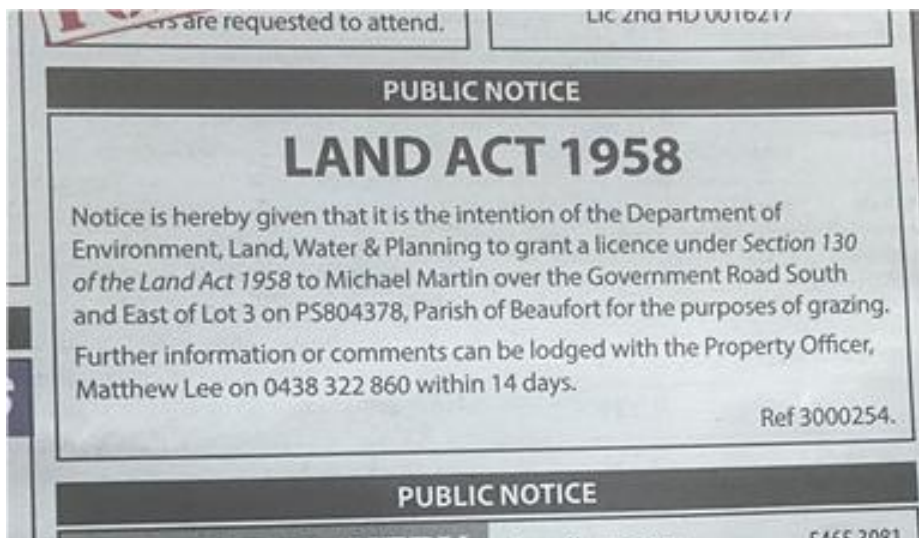 are requested to attend.
Lic 2nd HD 0016217
PUBLIC NOTICE
LAND ACT 1958
Notice is hereby given that it is the intention of the Department of
Environment, Land, Water & Planning to grant a licence under Section 130
of the Land Act 1958 to Michael Martin over the Government Road South
and East of Lot 3 on PS804378, Parish of Beaufort for the purposes of grazing.
Further information or comments can be lodged with the Property Officer,
Matthew Lee on 0438 322 860 within 14 days.
Ref 3000254.
PUBLIC NOTICE